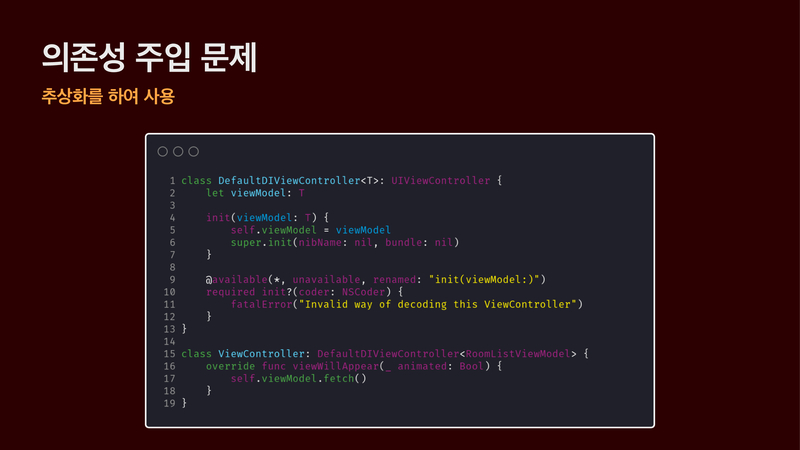 의존성 주입 문제
추상화를 하여 사용
1 class DefaultDIViewController<T>: UIViewController {
2     let viewModel: T
3
4     init(viewModel: T) {
5         self.viewModel = viewModel
6         super.init(nibName: nil, bundle: nil)
7     }
8
9     @available(*, unavailable, renamed: "init(viewModel:)")
10     required init?(coder: NSCoder) {
11         fatalError("Invalid way of decoding this ViewController")
12     }
13 }
14
15 class ViewController: DefaultDIViewController<RoomListViewModel> {
16     override func viewWillAppear(_ animated: Bool) {
17         self.viewModel.fetch()
18     }
19 }